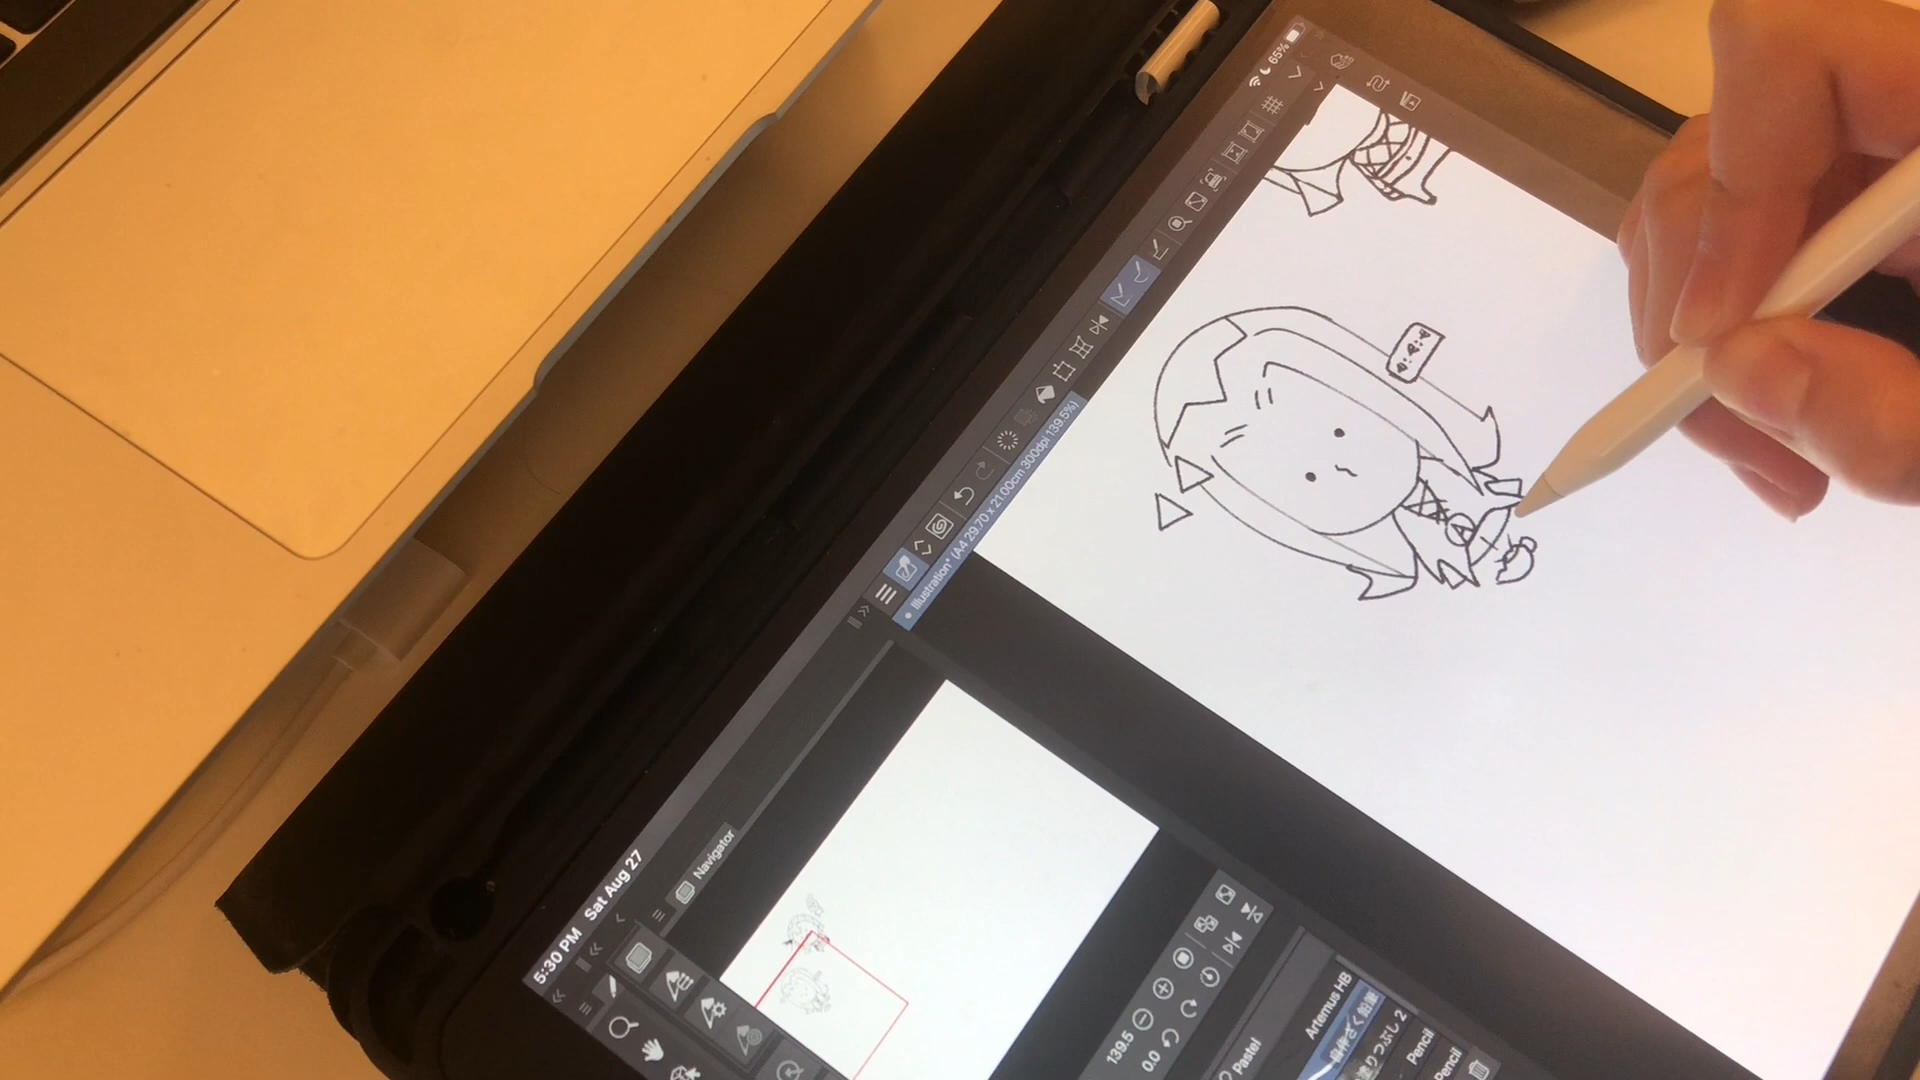 65%
Illustration* (A4 29.70 x 21.00cm 300dpi 139.5%)
5:30 PM Sat Aug 27
Navigator
139.5
0.0
Pastel
Artemus HB
Pencil
Pencil